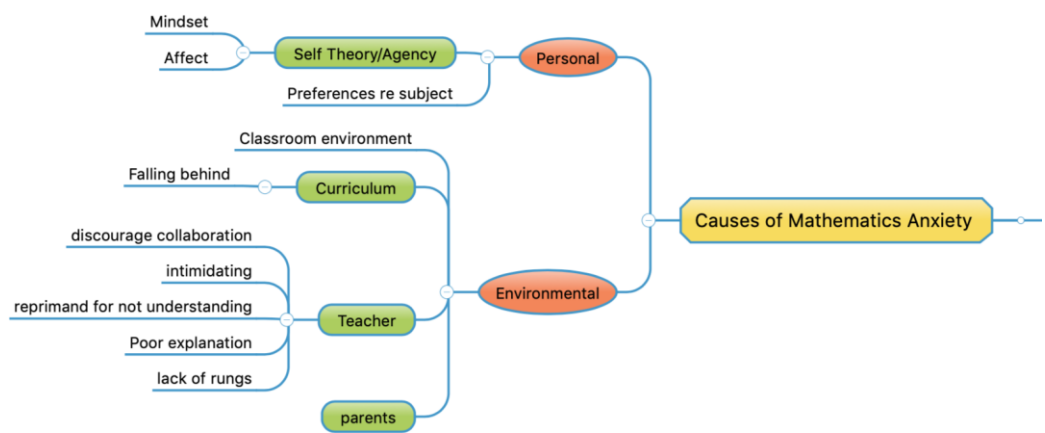 Mindset
Affect
Self Theory/Agency
Preferences re subject
Personal
Classroom environment
Falling behind
Curriculum
discourage collaboration
intimidating
reprimand for not understanding
Poor explanation
lack of rungs
Teacher
parents
Environmental
Causes of Mathematics Anxiety